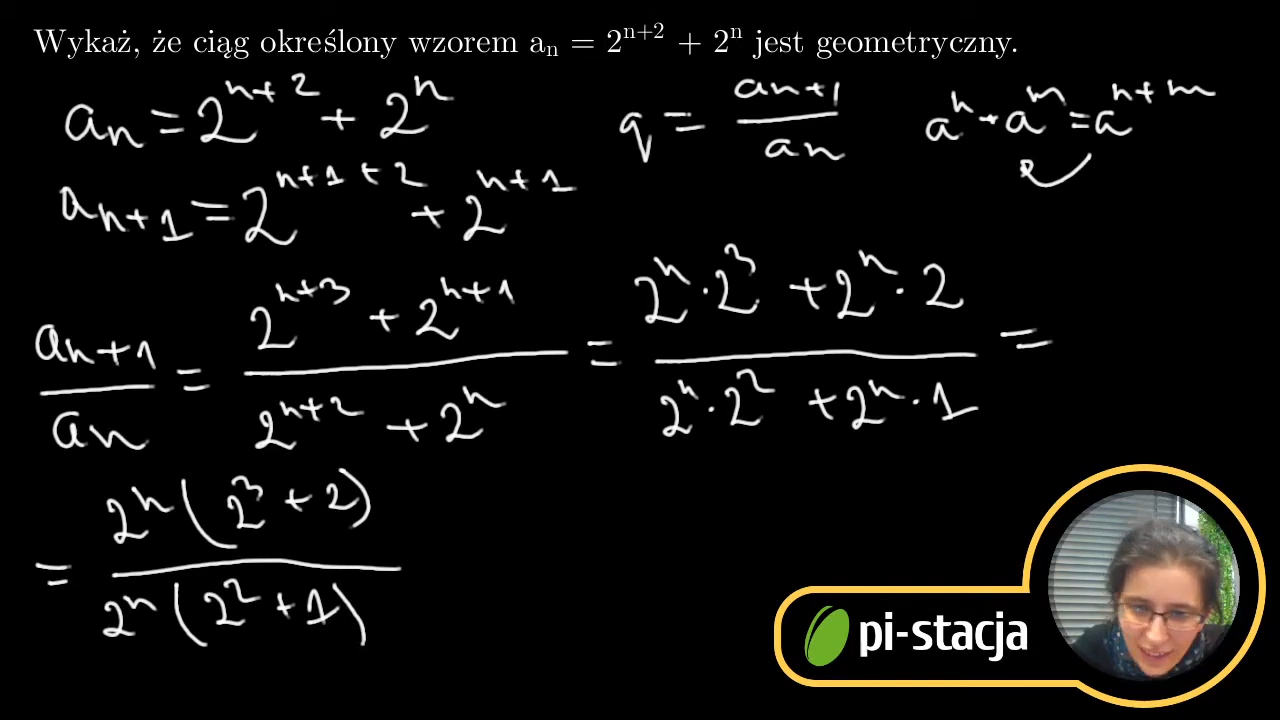 Wykaż, że ciąg określony wzorem aₙ = 2ⁿ⁺² + 2ⁿ jest geometryczny.
aₙ = 2ⁿ⁺² + 2ⁿ
q = aₙ₊₁ / aₙ
aⁿ · aᵐ = aⁿ⁺ᵐ
aₙ₊₁ = 2ⁿ⁺¹⁺² + 2ⁿ⁺¹
aₙ₊₁ / aₙ = (2ⁿ⁺³ + 2ⁿ⁺¹) / (2ⁿ⁺² + 2ⁿ) = (2ⁿ · 2³ + 2ⁿ · 2) / (2ⁿ · 2² + 2ⁿ · 1) =
= 2ⁿ(2³ + 2) / 2ⁿ(2² + 1)
pi-stacja